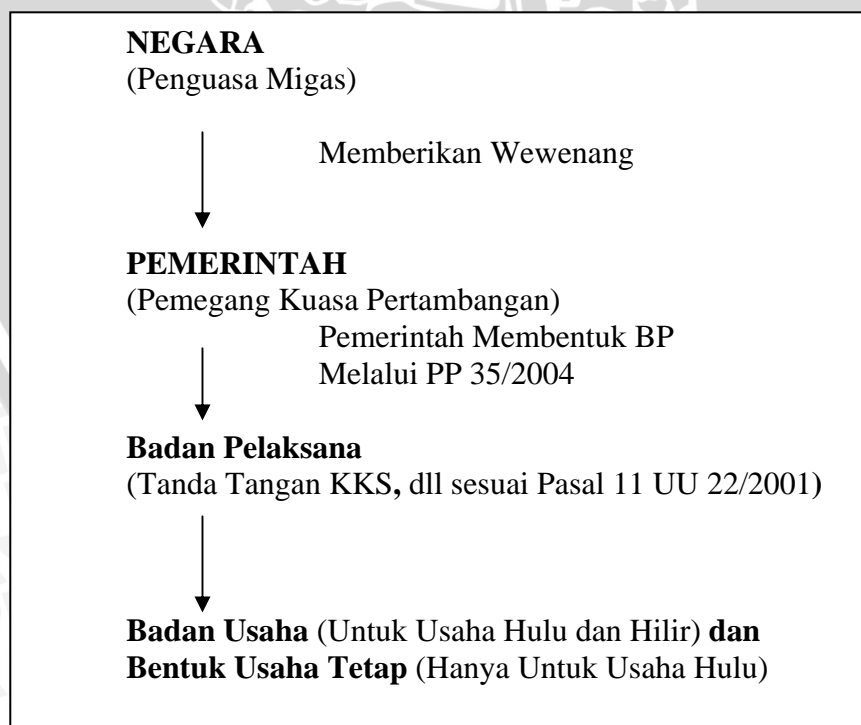 NEGARA
(Penguasa Migas)
Memberikan Wewenang
PEMERINTAH
(Pemegang Kuasa Pertambangan)
Pemerintah Membentuk BP
Melalui PP 35/2004
Badan Pelaksana
(Tanda Tangan KKS, dll sesuai Pasal 11 UU 22/2001)
Badan Usaha (Untuk Usaha Hulu dan Hilir) dan
Bentuk Usaha Tetap (Hanya Untuk Usaha Hulu)